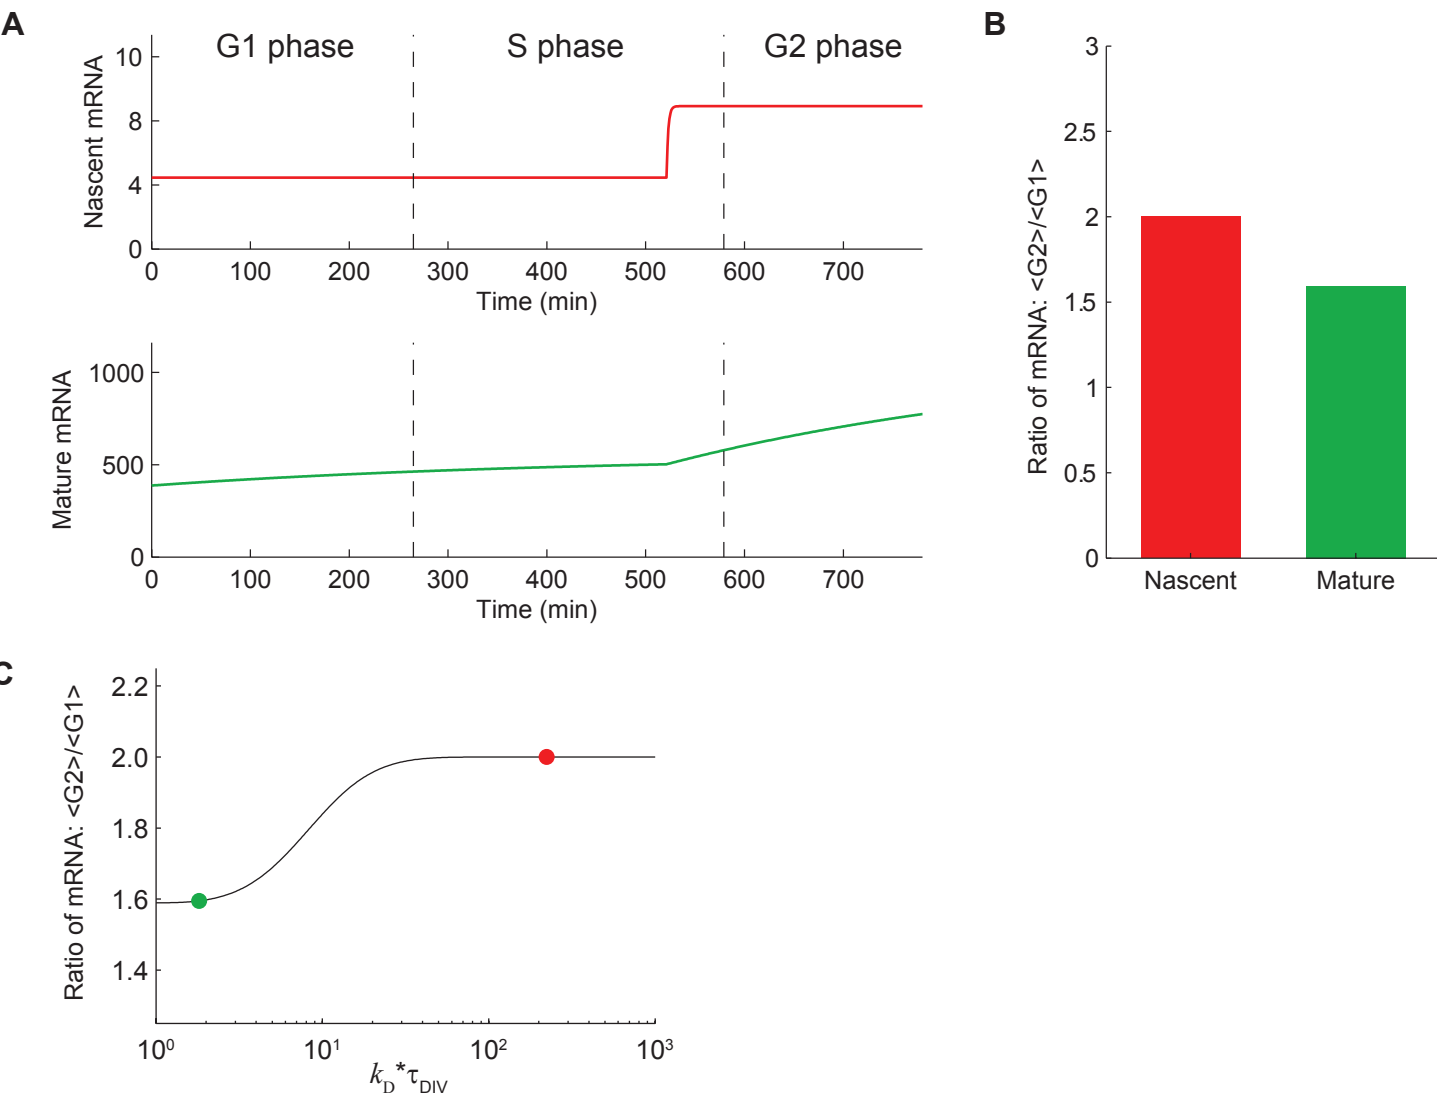 A
G1 phase
S phase
G2 phase
Nascent mRNA
10
8
4
0
0 100 200 300 400 500 600 700
Time (min)
Mature mRNA
1000
500
0
0 100 200 300 400 500 600 700
Time (min)
B
Ratio of mRNA: <G2>/<G1>
3
2.5
2
1.5
1
0.5
0
Nascent Mature
C
Ratio of mRNA: <G2>/<G1>
2.2
2.0
1.8
1.6
1.4
10⁰ 10¹ 10² 10³
k_D*τ_DIV